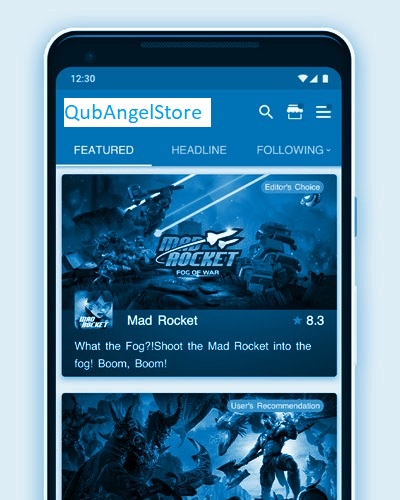 12:30
QubAngelStore
FEATURED HEADLINE FOLLOWING
Editor's Choice
MAD
ROCKET
FOG OF WAR
MAD
ROCKET
Mad Rocket 8.3
What the Fog?!Shoot the Mad Rocket into the
fog! Boom, Boom!
User's Recommendation